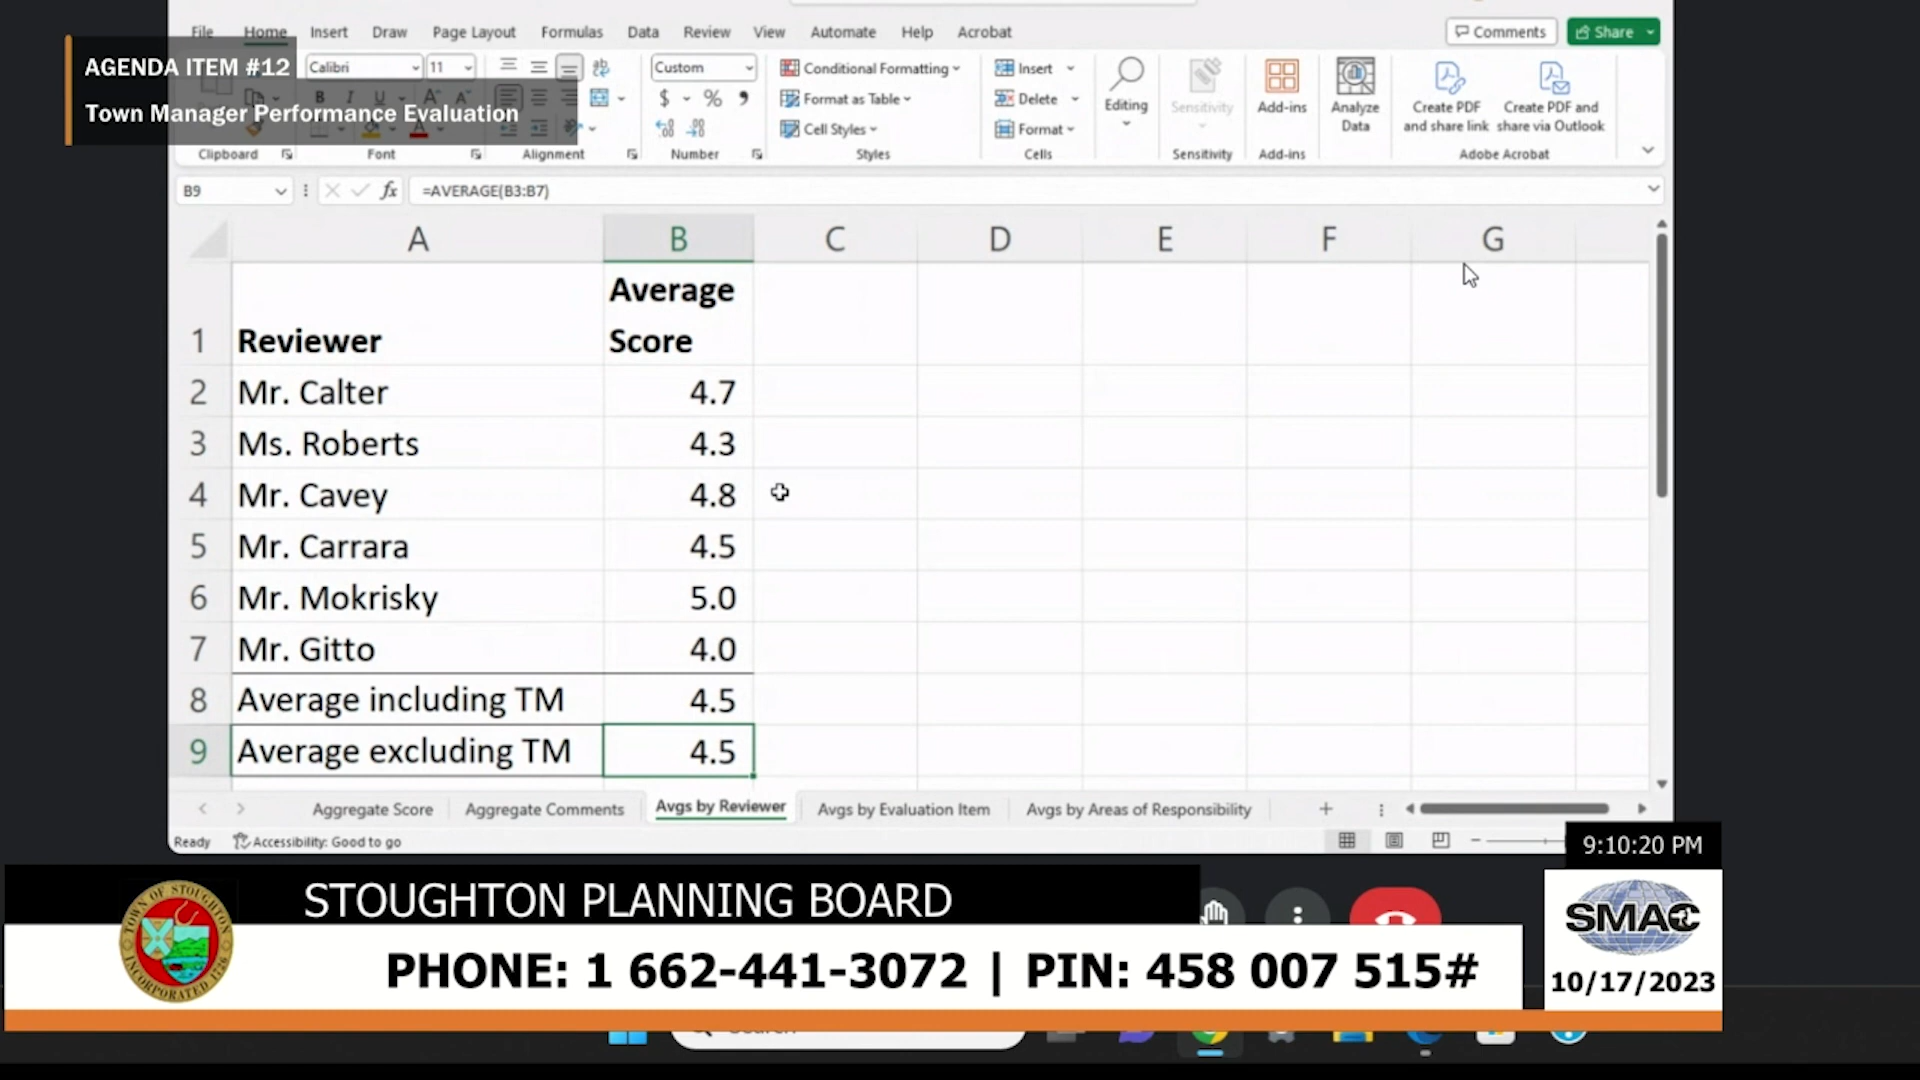 AGENDA ITEM #12
Town Manager Performance Evaluation
File Home Insert Draw Page Layout Formulas Data Review View Automate Help Acrobat
Comments Share
Calibri 11
Custom
Conditional Formatting
Format as Table
Cell Styles
Insert
Delete
Format
Editing
Sensitivity
Add-ins
Analyze Data
Create PDF and share link
Create PDF and share via Outlook
Clipboard Font Alignment Number Styles Cells Sensitivity Add-ins Adobe Acrobat
B9 fx =AVERAGE(B3:B7)
A B C D E F G
1 Reviewer Average Score
2 Mr. Calter 4.7
3 Ms. Roberts 4.3
4 Mr. Cavey 4.8
5 Mr. Carrara 4.5
6 Mr. Mokrisky 5.0
7 Mr. Gitto 4.0
8 Average including TM 4.5
9 Average excluding TM 4.5
Aggregate Score Aggregate Comments Avgs by Reviewer Avgs by Evaluation Item Avgs by Areas of Responsibility
Ready Accessibility: Good to go
9:10:20 PM
STOUGHTON PLANNING BOARD
PHONE: 1 662-441-3072 | PIN: 458 007 515#
TOWN OF STOUGHTON
INCORPORATED 1726
SMAC
10/17/2023